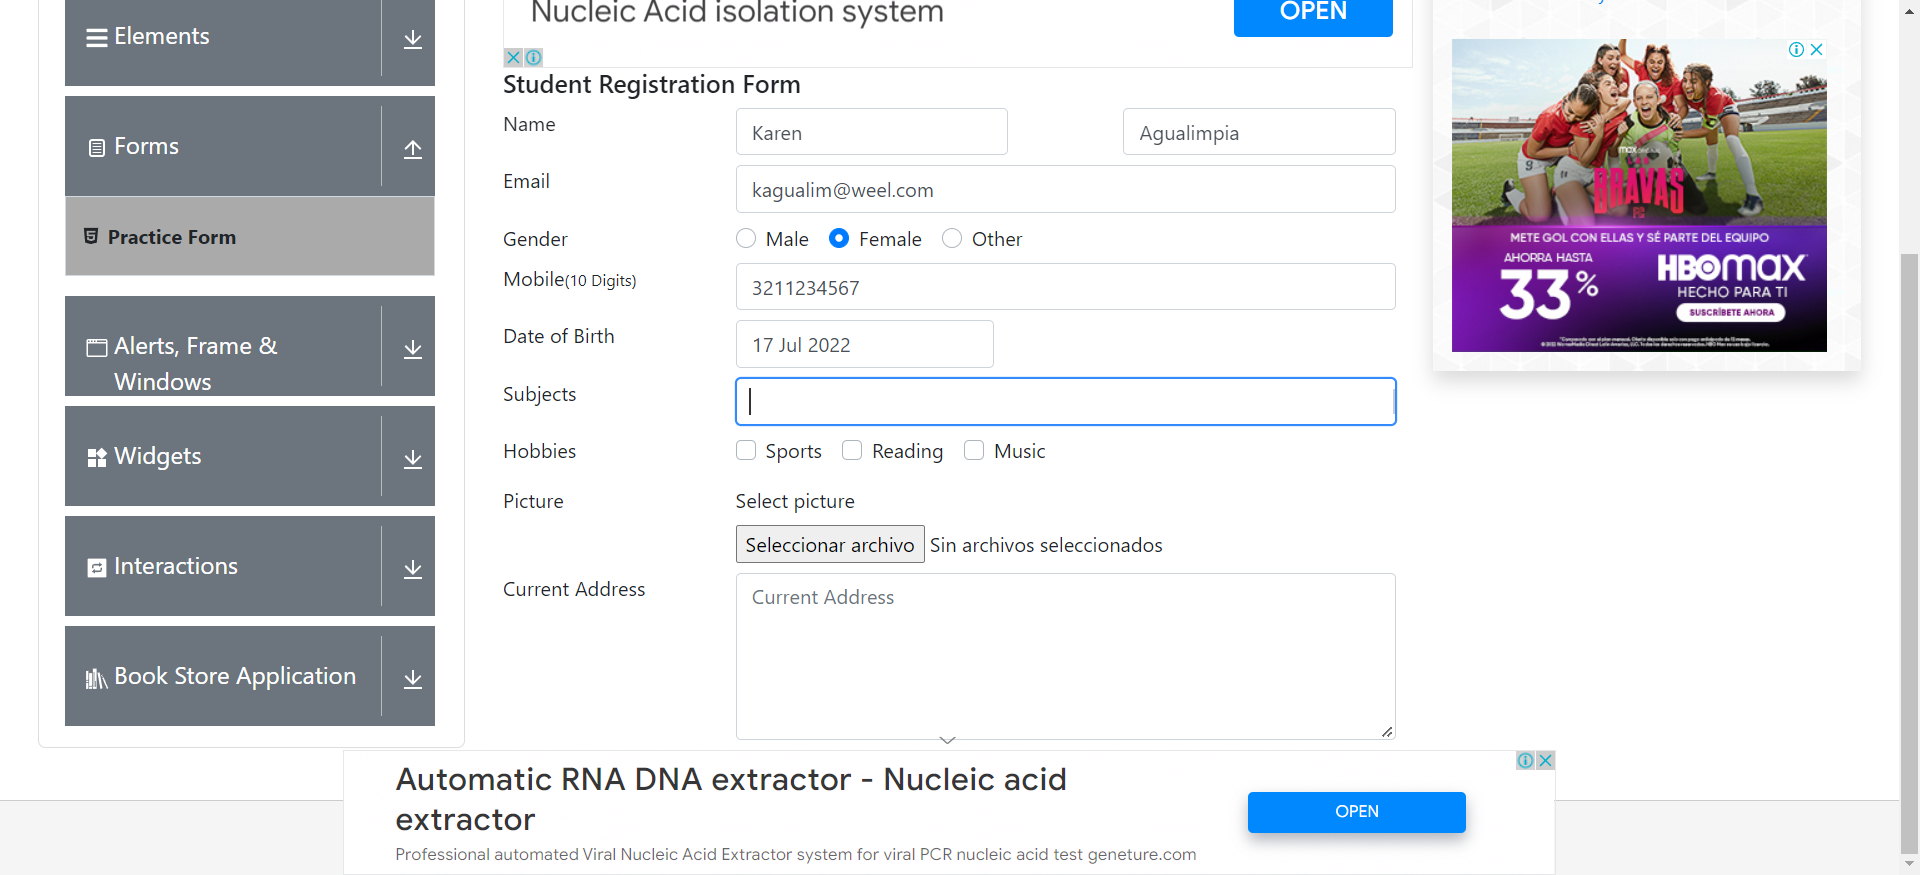 Elements
Forms
Practice Form
Alerts, Frame &
Windows
Widgets
Interactions
Book Store Application
Nucleic Acid isolation system
OPEN
Student Registration Form
Name
Karen
Agualimpia
Email
kagualim@weel.com
Gender
Male
Female
Other
Mobile(10 Digits)
3211234567
Date of Birth
17 Jul 2022
Subjects
Hobbies
Sports
Reading
Music
Picture
Select picture
Seleccionar archivo
Sin archivos seleccionados
Current Address
Current Address
max original
LAS
BRAVAS
FC
METE GOL CON ELLAS Y SÉ PARTE DEL EQUIPO
AHORRA HASTA
33%
HBOmax
HECHO PARA TI
SUSCRÍBETE AHORA
Automatic RNA DNA extractor - Nucleic acid
extractor
Professional automated Viral Nucleic Acid Extractor system for viral PCR nucleic acid test geneture.com
OPEN